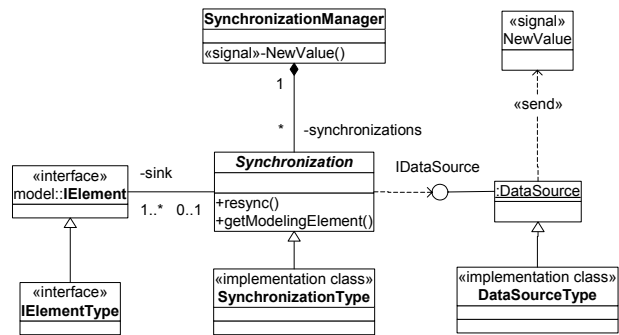 SynchronizationManager
«signal»-NewValue()
«signal»
NewValue
1
«send»
*
-synchronizations
«interface»
model::IElement
-sink
1..*
0..1
Synchronization
+resync()
+getModelingElement()
IDataSource
:DataSource
«interface»
IElementType
«implementation class»
SynchronizationType
«implementation class»
DataSourceType